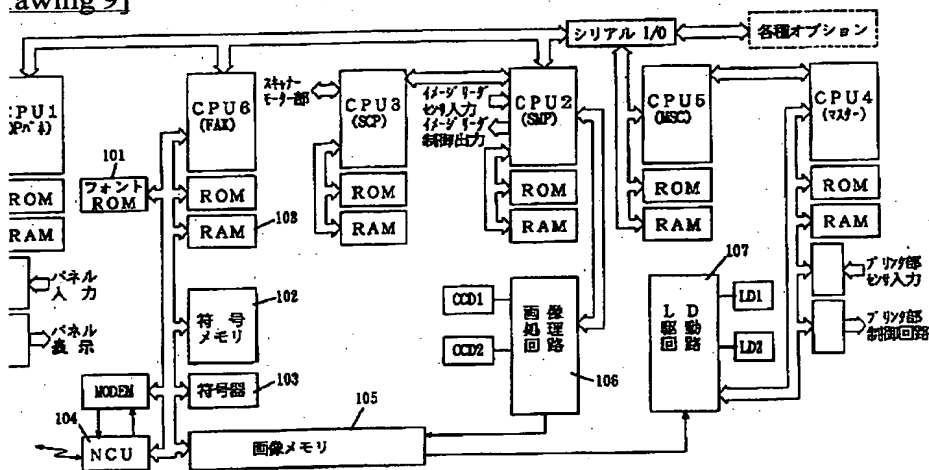 awing 9]
シリアル I/O
各種オプション
CPU1
CPU6
(FAX)
スキャナー
モーター部
CPU3
(SCP)
イメージリーダ
センサ入力
イメージリーダ
制御出力
CPU2
CPU5
(MSC)
CPU4
(マスター)
101
フォント
ROM
ROM
RAM
ROM
RAM
108
ROM
RAM
ROM
RAM
ROM
RAM
ROM
RAM
パネル
入力
パネル
表示
102
符号
メモリ
CCD1
CCD2
画像
処理
回路
106
107
LD
駆動
回路
LD1
LD2
プリンタ部
センサ入力
プリンタ部
制御回路
MODEM
103
符号器
104
NCU
105
画像メモリ